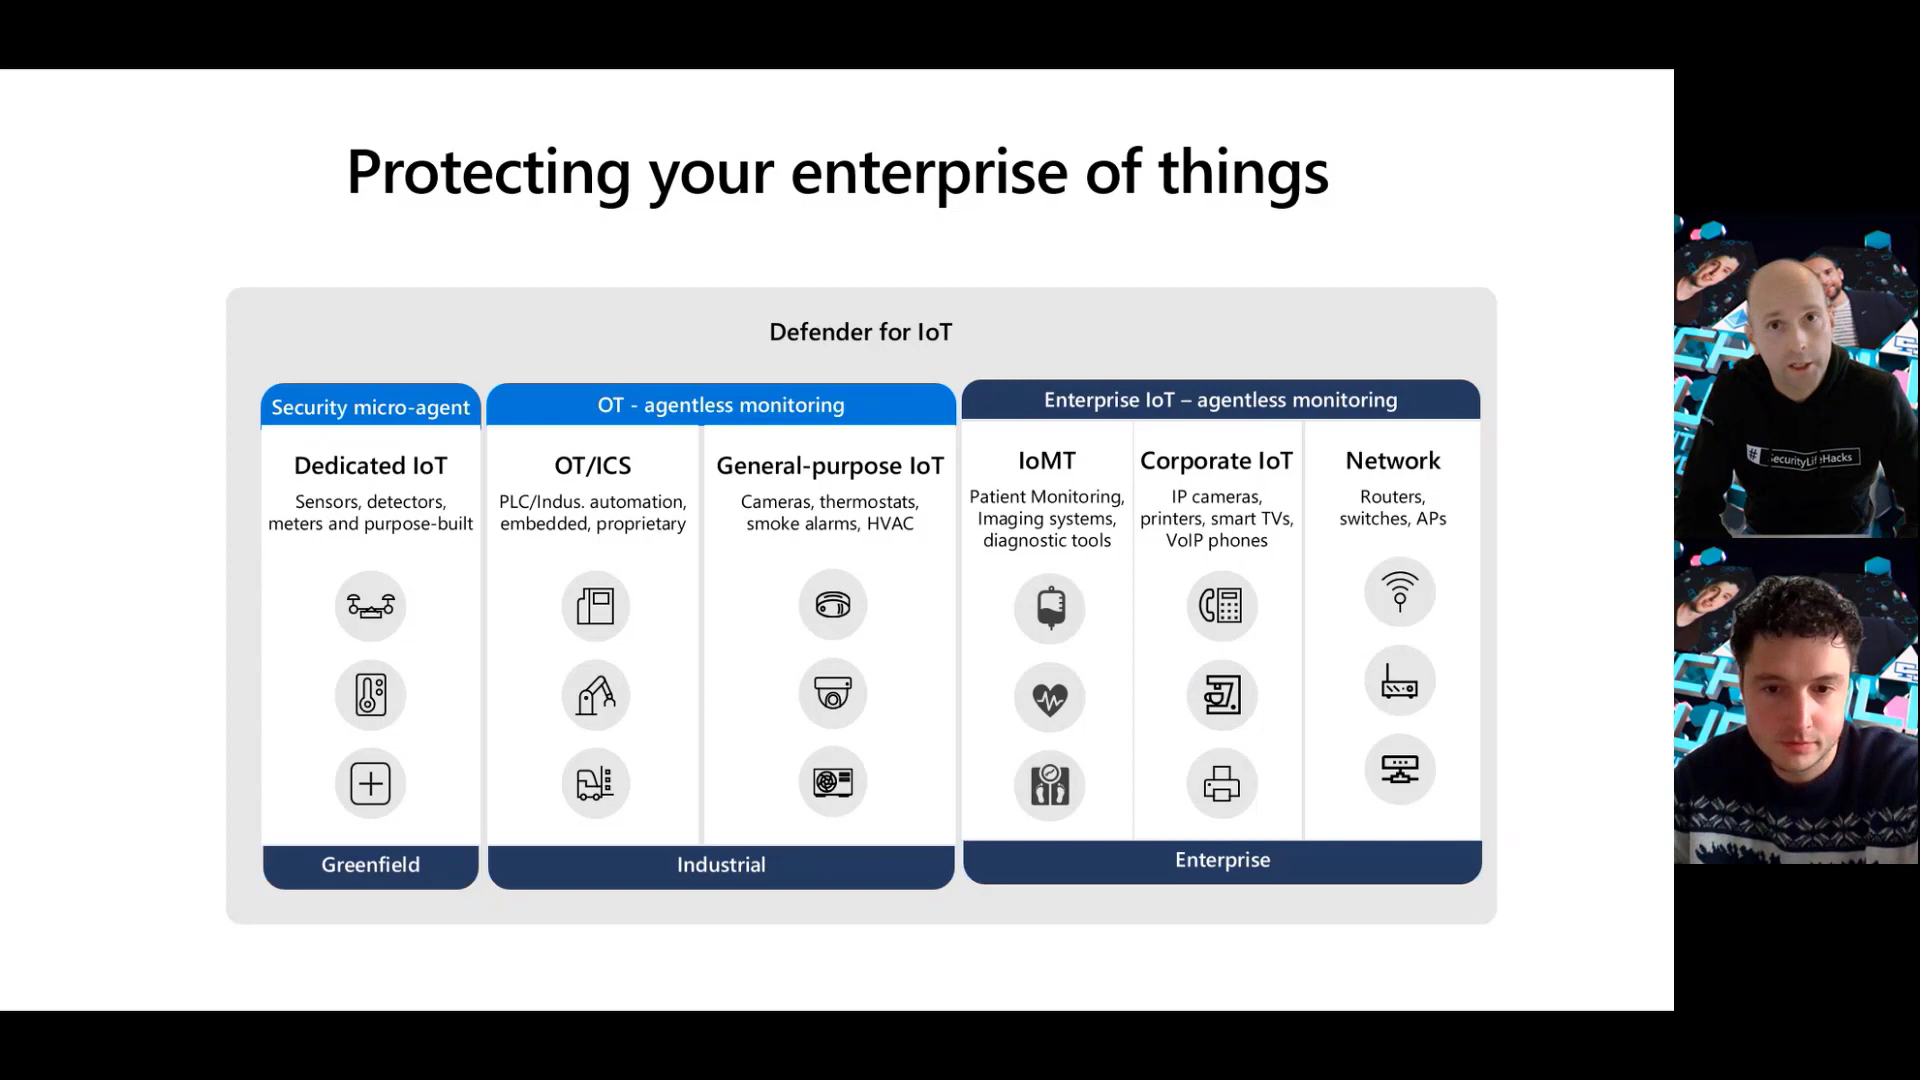 Protecting your enterprise of things
Defender for IoT
Security micro-agent
OT - agentless monitoring
Enterprise IoT – agentless monitoring
Dedicated IoT
Sensors, detectors,
meters and purpose-built
OT/ICS
PLC/Indus. automation,
embedded, proprietary
General-purpose IoT
Cameras, thermostats,
smoke alarms, HVAC
IoMT
Patient Monitoring,
Imaging systems,
diagnostic tools
Corporate IoT
IP cameras,
printers, smart TVs,
VoIP phones
Network
Routers,
switches, APs
Greenfield
Industrial
Enterprise
#SecurityLifeHacks